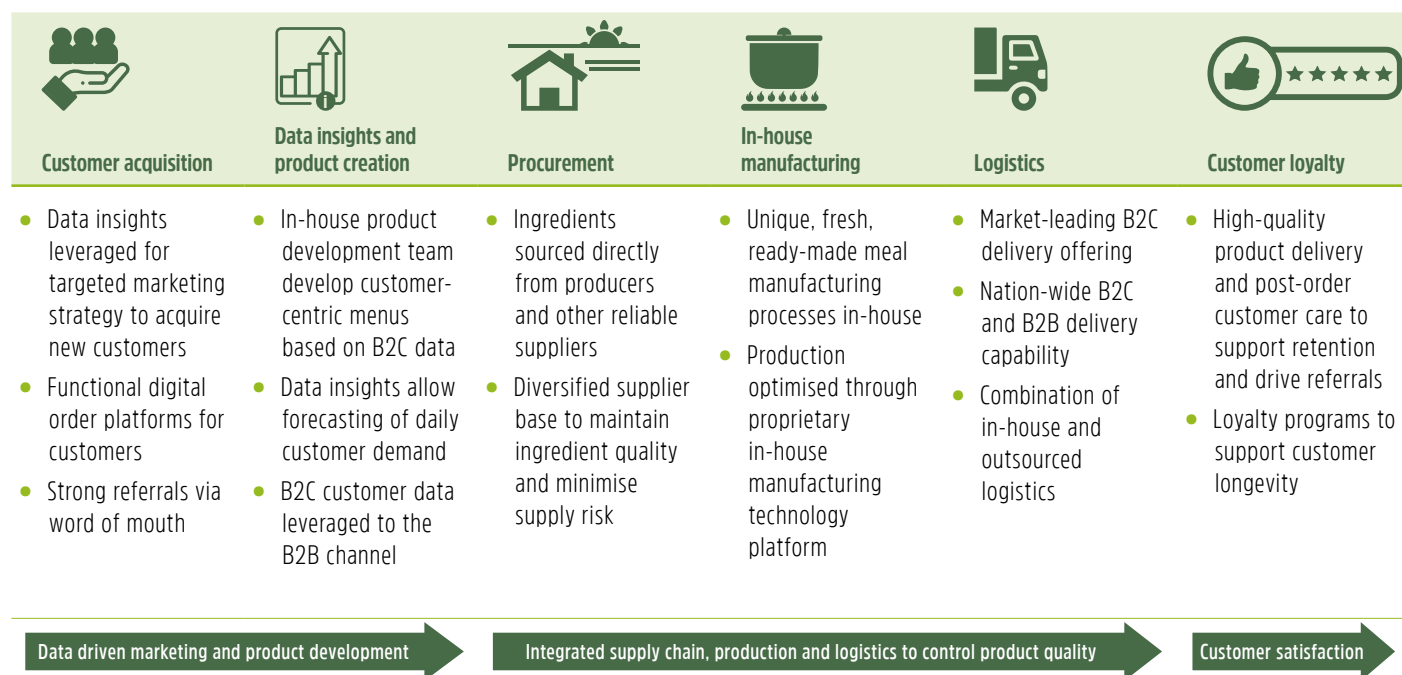 Customer acquisition
Data insights and
product creation
Procurement
In-house
manufacturing
Logistics
Customer loyalty
Data insights
leveraged for
targeted marketing
strategy to acquire
new customers
Functional digital
order platforms for
customers
Strong referrals via
word of mouth
In-house product
development team
develop customer-
centric menus
based on B2C data
Data insights allow
forecasting of daily
customer demand
B2C customer data
leveraged to the
B2B channel
Ingredients
sourced directly
from producers
and other reliable
suppliers
Diversified supplier
base to maintain
ingredient quality
and minimise
supply risk
Unique, fresh,
ready-made meal
manufacturing
processes in-house
Production
optimised through
proprietary
in-house
manufacturing
technology
platform
Market-leading B2C
delivery offering
Nation-wide B2C
and B2B delivery
capability
Combination of
in-house and
outsourced
logistics
High-quality
product delivery
and post-order
customer care to
support retention
and drive referrals
Loyalty programs to
support customer
longevity
Data driven marketing and product development
Integrated supply chain, production and logistics to control product quality
Customer satisfaction